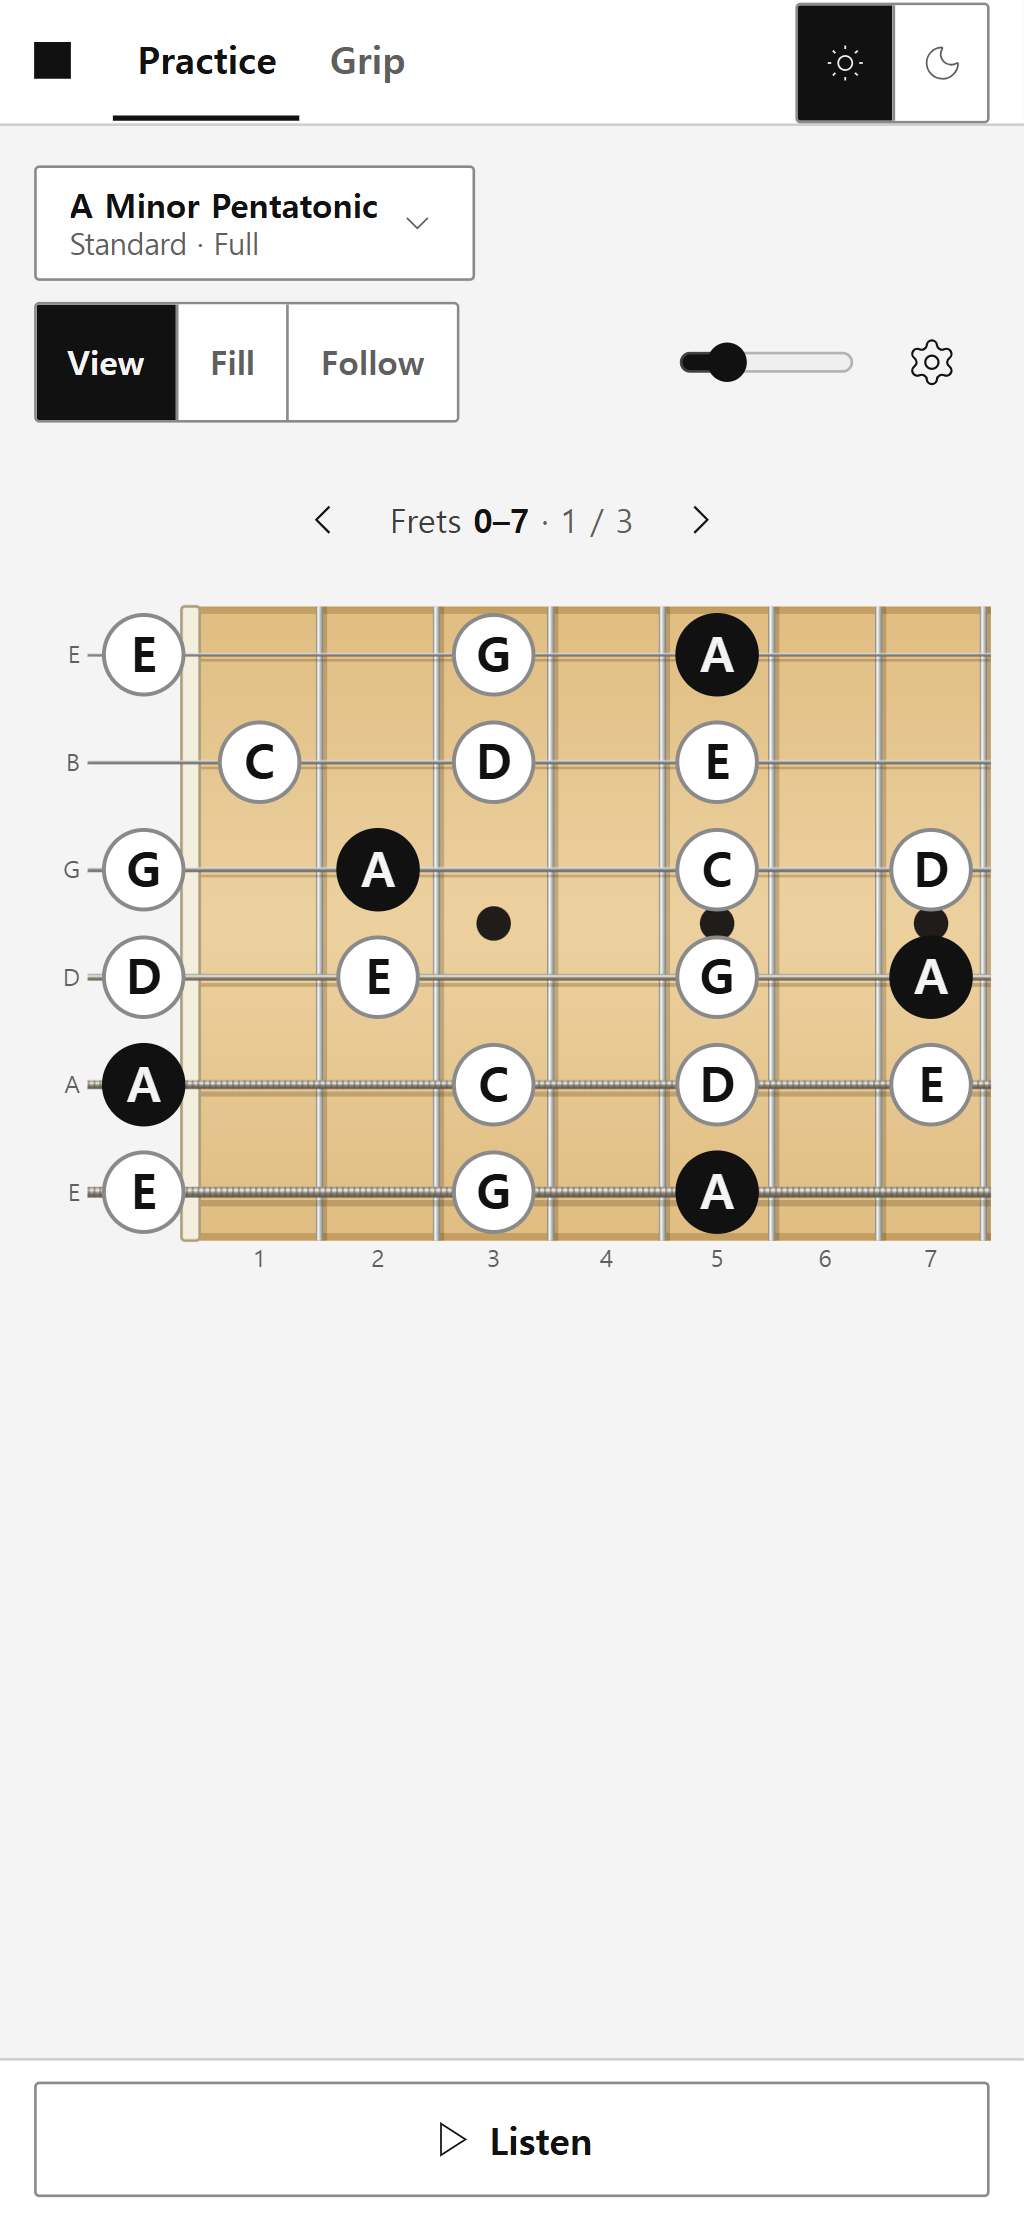 Practice Grip
A Minor Pentatonic
Standard · Full
View Fill Follow
Frets 0–7 · 1 / 3
E E G A
B C D E
G G A C D
D D E G A
A A C D E
E E G A
1 2 3 4 5 6 7
Listen